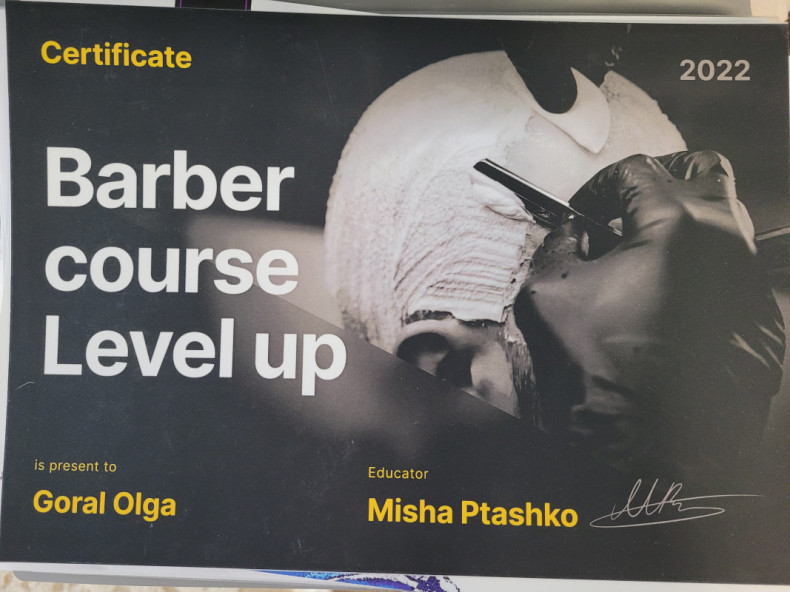 Certificate
2022
Barber
course
Level up
is present to
Goral Olga
Educator
Misha Ptashko